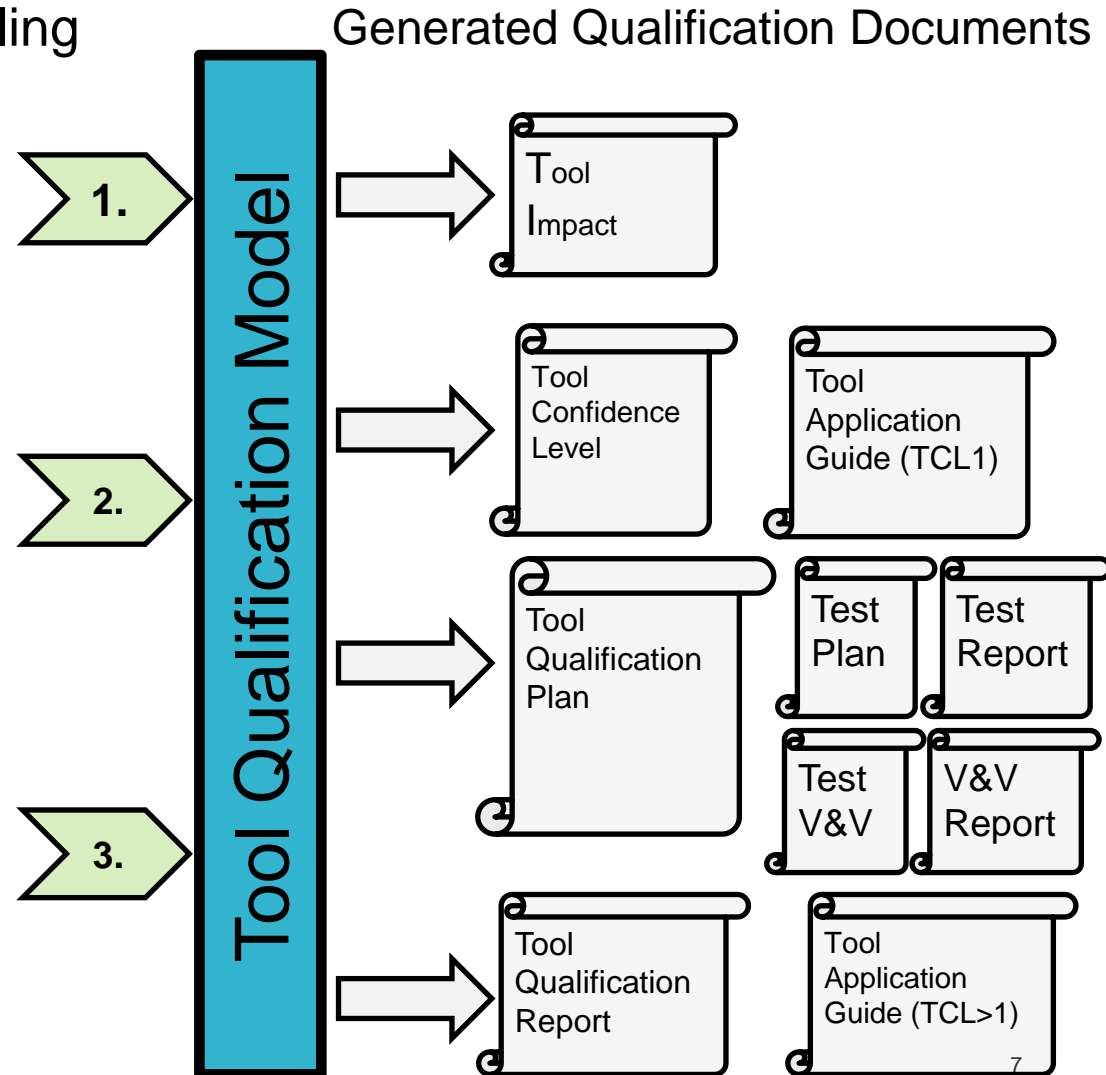 Generated Qualification Documents
1.
2.
3.
Tool Qualification Model
Tool
Impact
Tool
Confidence
Level
Tool
Application
Guide (TCL1)
Tool
Qualification
Plan
Test
Plan
Test
Report
Test
V&V
V&V
Report
Tool
Qualification
Report
Tool
Application
Guide (TCL>1)
7